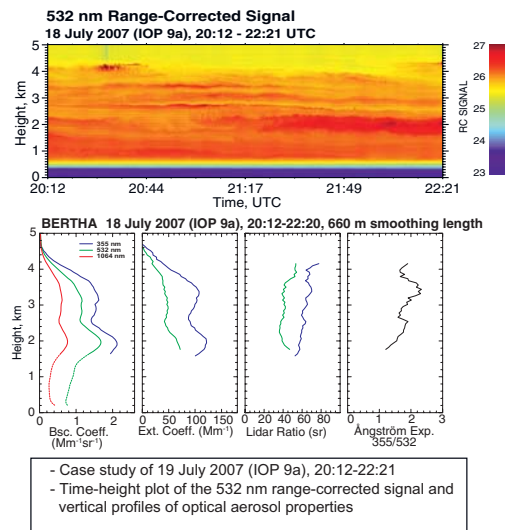 532 nm Range-Corrected Signal
18 July 2007 (IOP 9a), 20:12 - 22:21 UTC
5
4
3
2
1
0
Height, km
20:12 20:44 21:17 21:49 22:21
Time, UTC
27
26
25
24
23
RC SIGNAL
BERTHA 18 July 2007 (IOP 9a), 20:12-22:20, 660 m smoothing length
355 nm
532 nm
1064 nm
5
4
3
2
1
0
Height, km
0 1 2
Bsc. Coeff.
(Mm⁻¹sr⁻¹)
0 50 100 150
Ext. Coeff. (Mm⁻¹)
0 20 40 60 80 100
Lidar Ratio (sr)
0 1 2 3
Ångström Exp.
355/532
- Case study of 19 July 2007 (IOP 9a), 20:12-22:21
- Time-height plot of the 532 nm range-corrected signal and
vertical profiles of optical aerosol properties